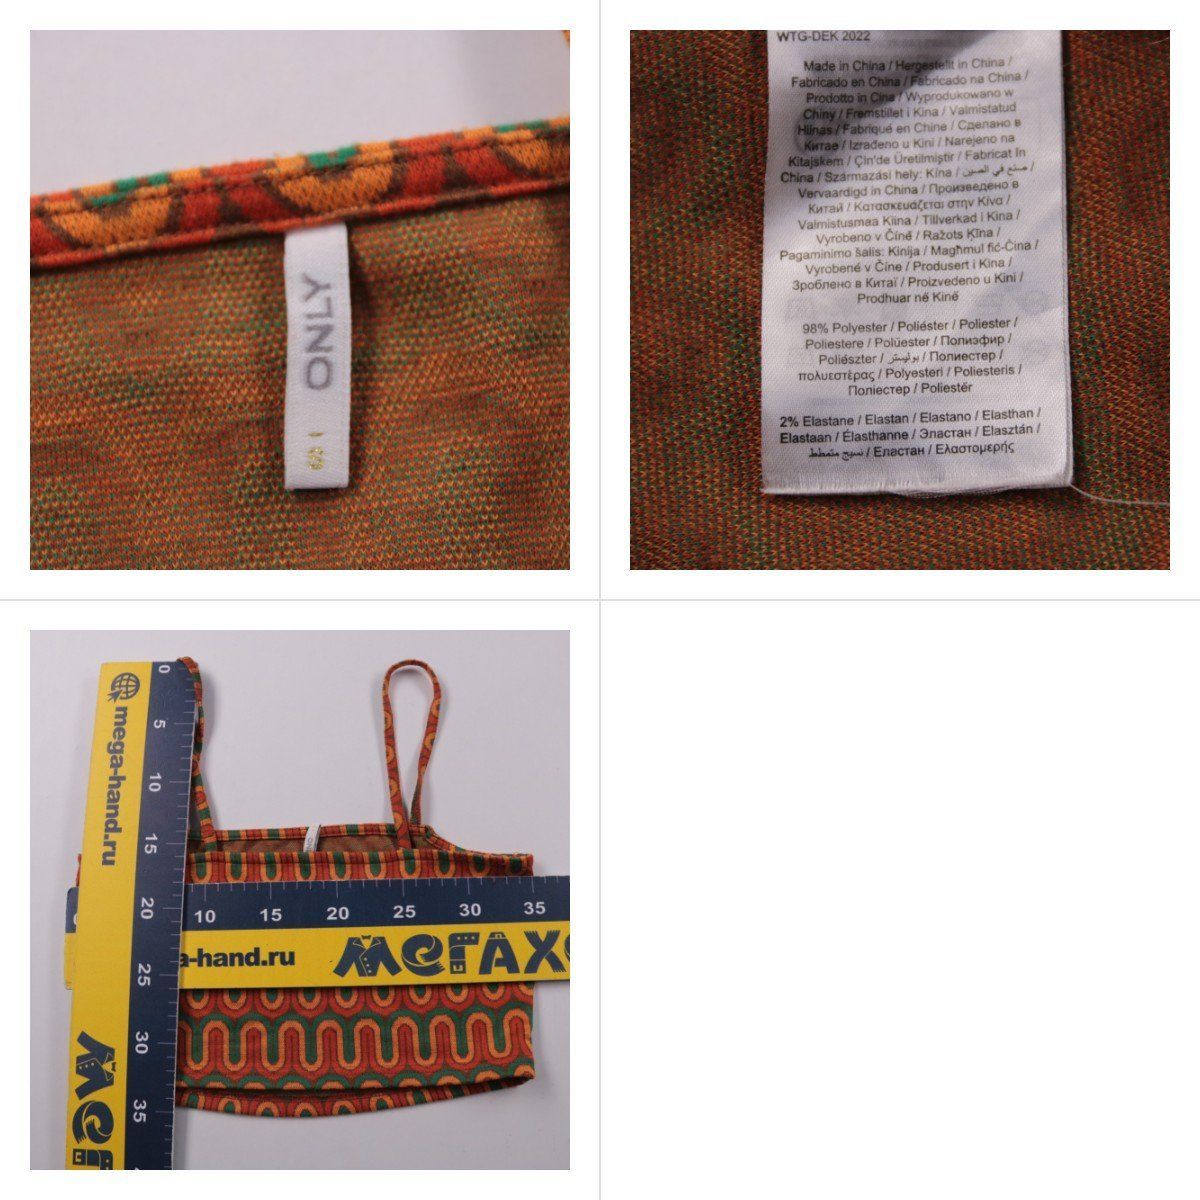 ONLY
S I
WTG-DEK 2022
Made in China / Hergestellt in China /
Fabricado en China / Fabricado na China /
Prodotto in Cina / Wyprodukowano w
Chiny / Fremstillet i Kina / Valmistatud
Hiinas / Fabriqué en Chine / Сделано в
Китае / Izrađeno u Kini / Narejeno na
Kitajskem / Çin'de Üretilmiştir / Fabricat în
China / Származási hely: Kína / صنع في الصين /
Vervaardigd in China / Произведено в
Китай / Κατασκευάζεται στην Κίνα /
Valmistusmaa Kiina / Tillverkad i Kina /
Vyrobeno v Číně / Ražots Ķīna /
Pagaminimo šalis: Kinija / Magħmul fiċ-Ċina /
Vyrobené v Číne / Produsert i Kina /
Зроблено в Китаї / Proizvedeno u Kini /
Prodhuar në Kinë
98% Polyester / Poliéster / Poliester /
Poliestere / Polüester / Полиэфир /
Poliészter / بوليستر / Полиестер /
πολυεστέρας / Polyesteri / Poliesteris /
Поліестер / Poliestër
2% Elastane / Elastan / Elastano / Elasthan /
Elastaan / Élasthanne / Эластан / Elasztán /
نسيج متمطط / Еластан / Ελαστομερής
0
5
10
15
20
25
30
35
mega-hand.ru
МЕГ
10 15 20 25 30 35
a-hand.ru
МЕГАХ